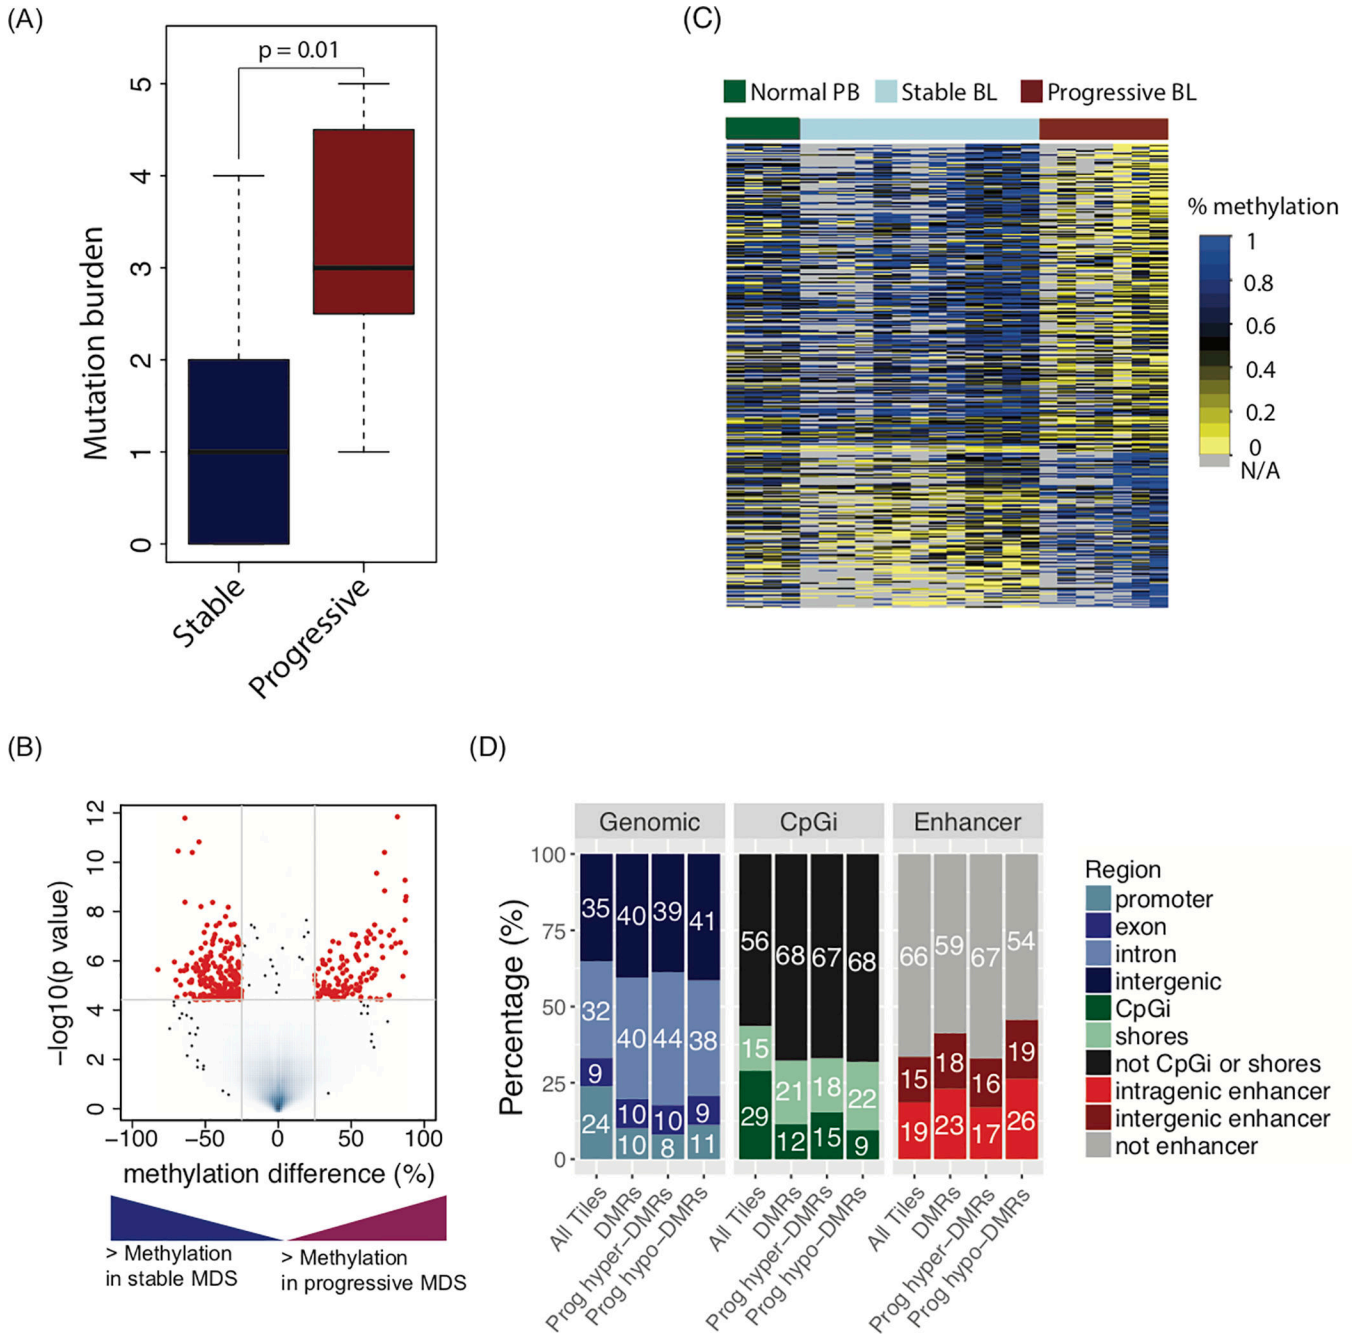 (A)
p = 0.01
Mutation burden
5
4
3
2
1
0
Stable
Progressive
(C)
Normal PB Stable BL Progressive BL
% methylation
1
0.8
0.6
0.4
0.2
0
N/A
(B)
−log10(p value)
12
10
8
6
4
2
0
−100 −50 0 50 100
methylation difference (%)
> Methylation
in stable MDS
> Methylation
in progressive MDS
(D)
Percentage (%)
Genomic CpGi Enhancer
100
75
50
25
0
35 40 39 41
32 40 44 38
9 10 10 9
24 10 8 11
56 68 67 68
15 21 18 22
29 12 15 9
66 59 67 54
15 18 16 19
19 23 17 26
All Tiles
DMRs
Prog hyper−DMRs
Prog hypo−DMRs
All Tiles
DMRs
Prog hyper−DMRs
Prog hypo−DMRs
All Tiles
DMRs
Prog hyper−DMRs
Prog hypo−DMRs
Region
promoter
exon
intron
intergenic
CpGi
shores
not CpGi or shores
intragenic enhancer
intergenic enhancer
not enhancer